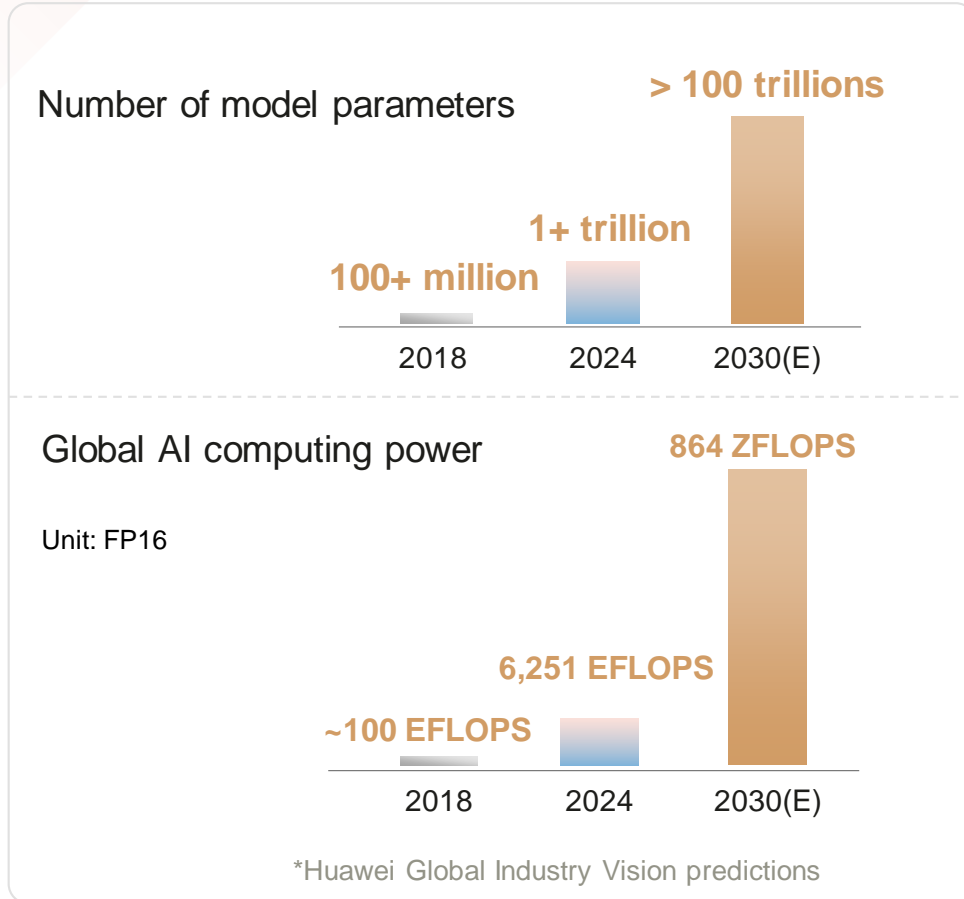 Number of model parameters
> 100 trillions
1+ trillion
100+ million
2018 2024 2030(E)
Global AI computing power
864 ZFLOPS
Unit: FP16
6,251 EFLOPS
~100 EFLOPS
2018 2024 2030(E)
*Huawei Global Industry Vision predictions